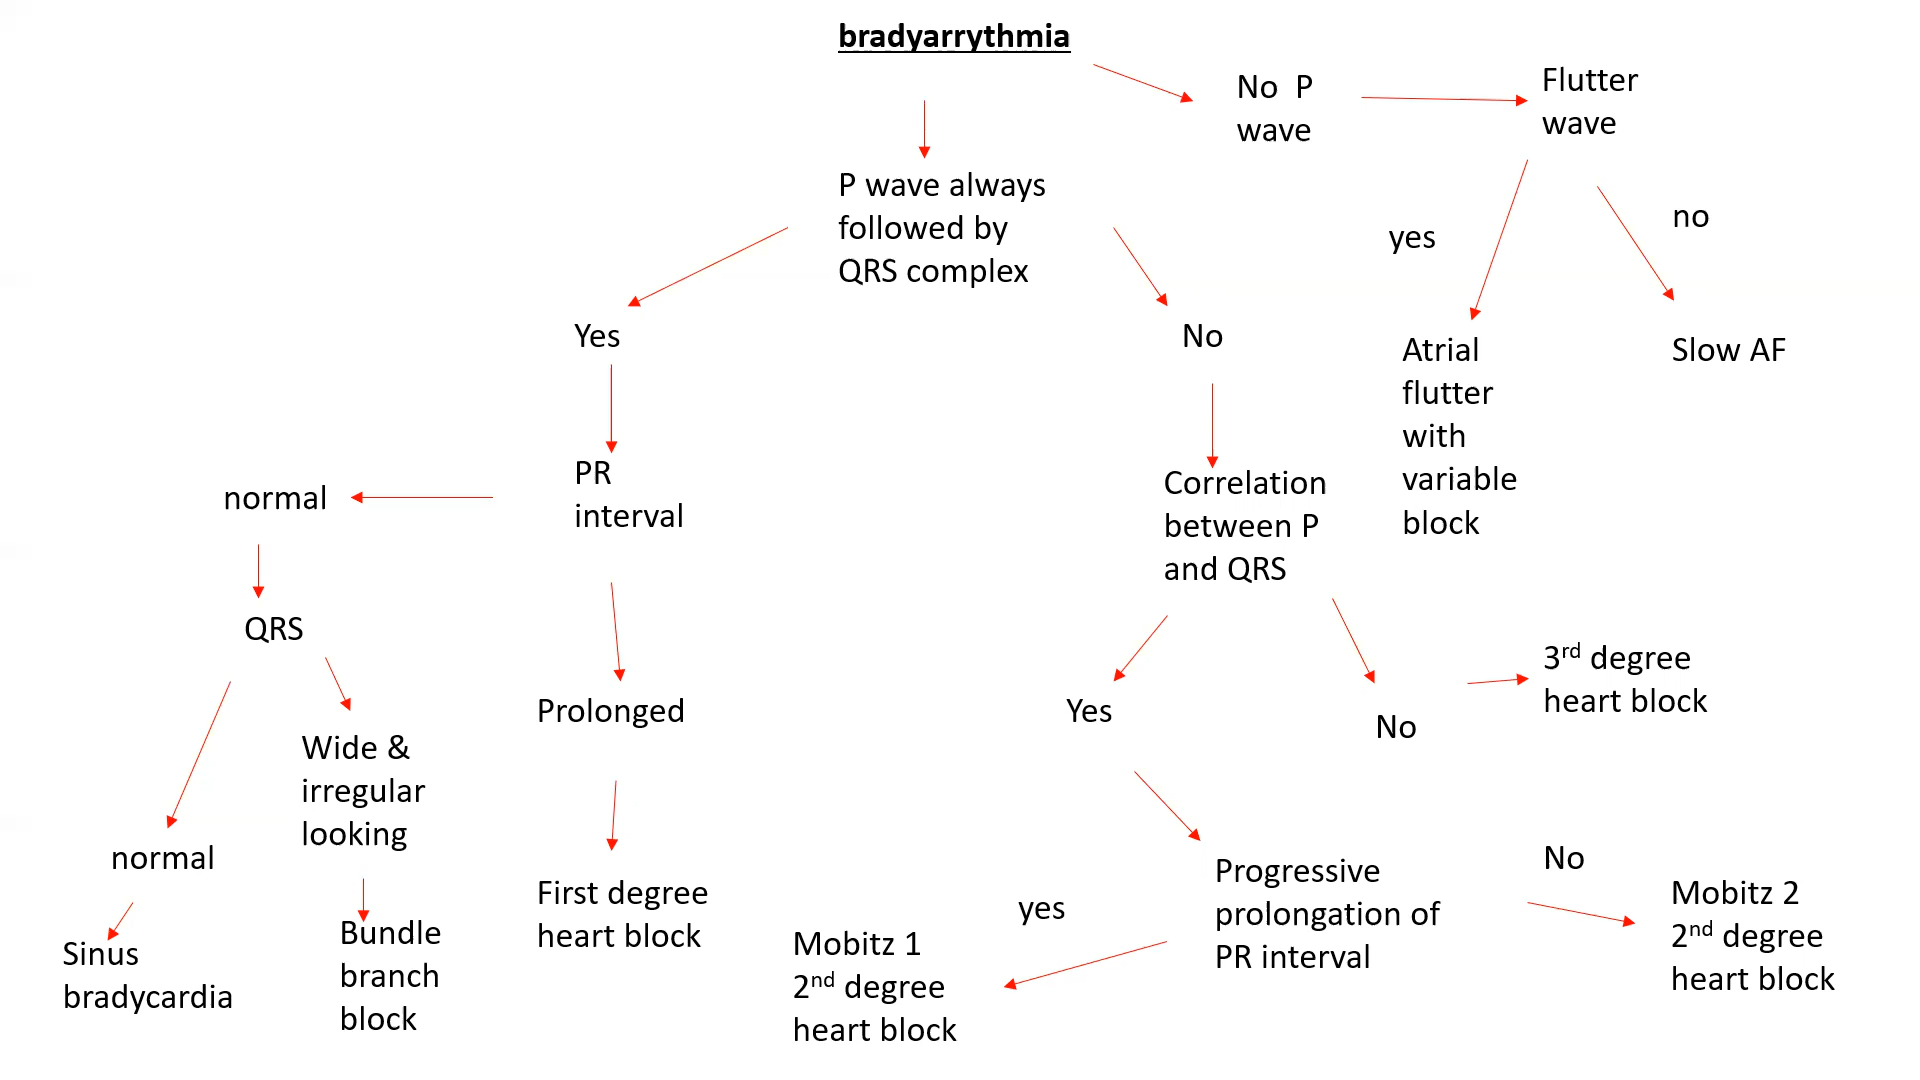 bradyarrythmia
No P
wave
Flutter
wave
P wave always
followed by
QRS complex
yes
no
Yes
No
Atrial
flutter
with
variable
block
Slow AF
normal
PR
interval
Correlation
between P
and QRS
QRS
Prolonged
Yes
No
3rd degree
heart block
Wide &
irregular
looking
normal
First degree
heart block
Sinus
bradycardia
Bundle
branch
block
yes
Mobitz 1
2nd degree
heart block
Progressive
prolongation of
PR interval
No
Mobitz 2
2nd degree
heart block